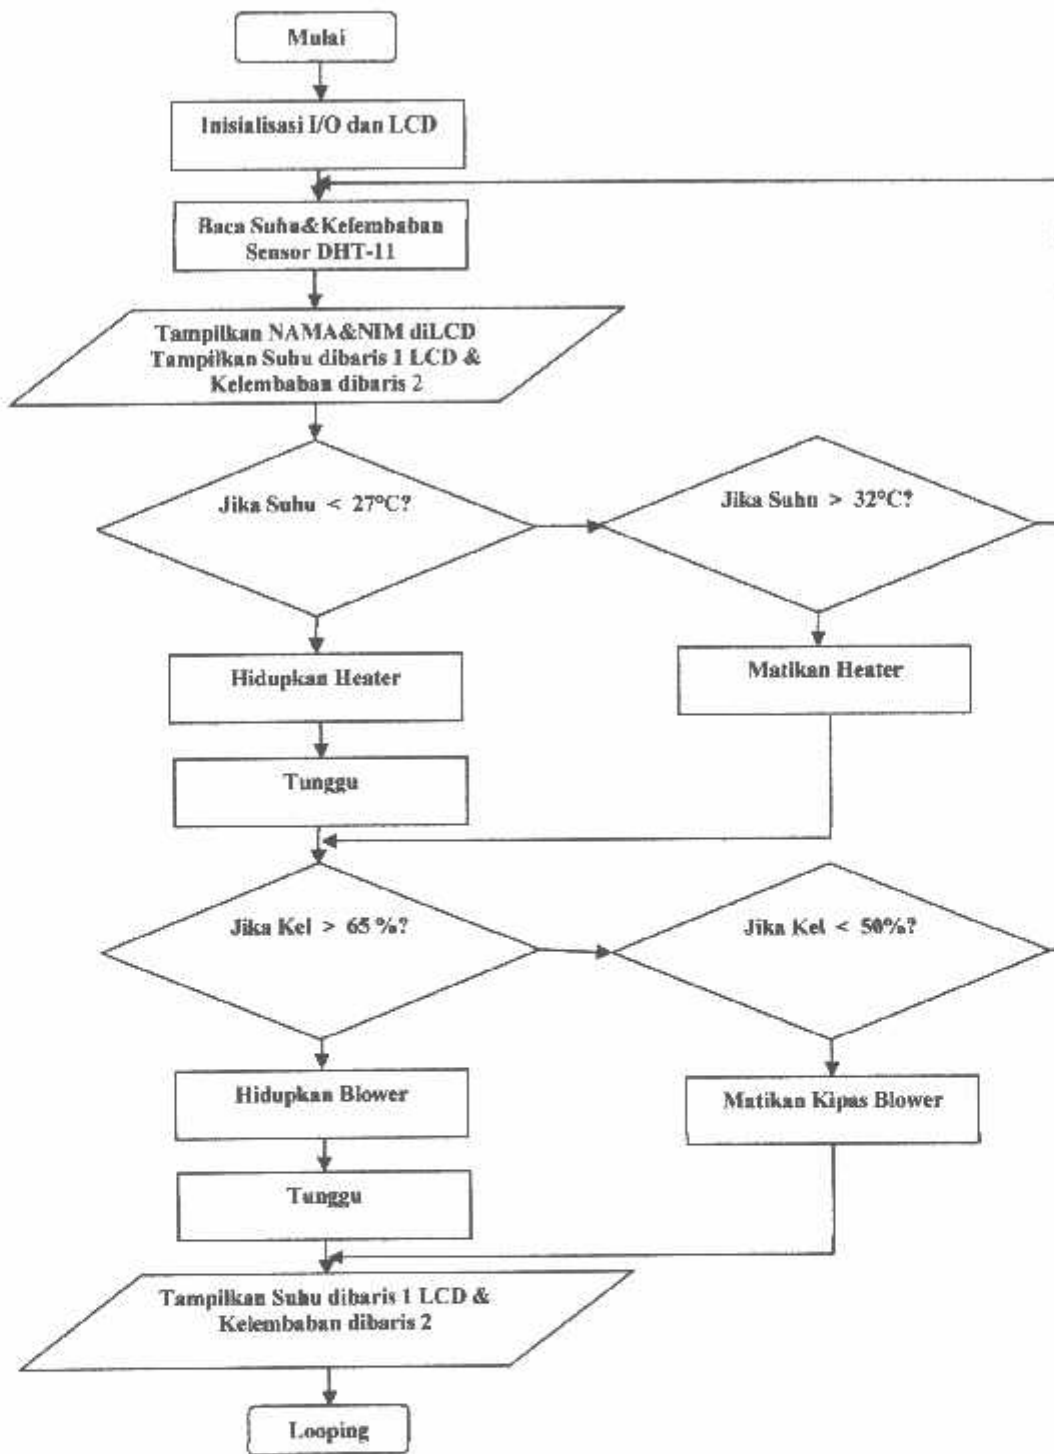 Mulai
Inisialisasi I/O dan LCD
Baca Suhu&Kelembaban
Sensor DHT-11
Tampilkan NAMA&NIM diLCD
Tampilkan Suhu dibaris 1 LCD &
Kelembaban dibaris 2
Jika Suhu < 27°C?
Jika Suhu > 32°C?
Hidupkan Heater
Matikan Heater
Tunggu
Jika Kel > 65 %?
Jika Kel < 50%?
Hidupkan Blower
Matikan Kipas Blower
Tunggu
Tampilkan Suhu dibaris 1 LCD &
Kelembaban dibaris 2
Looping